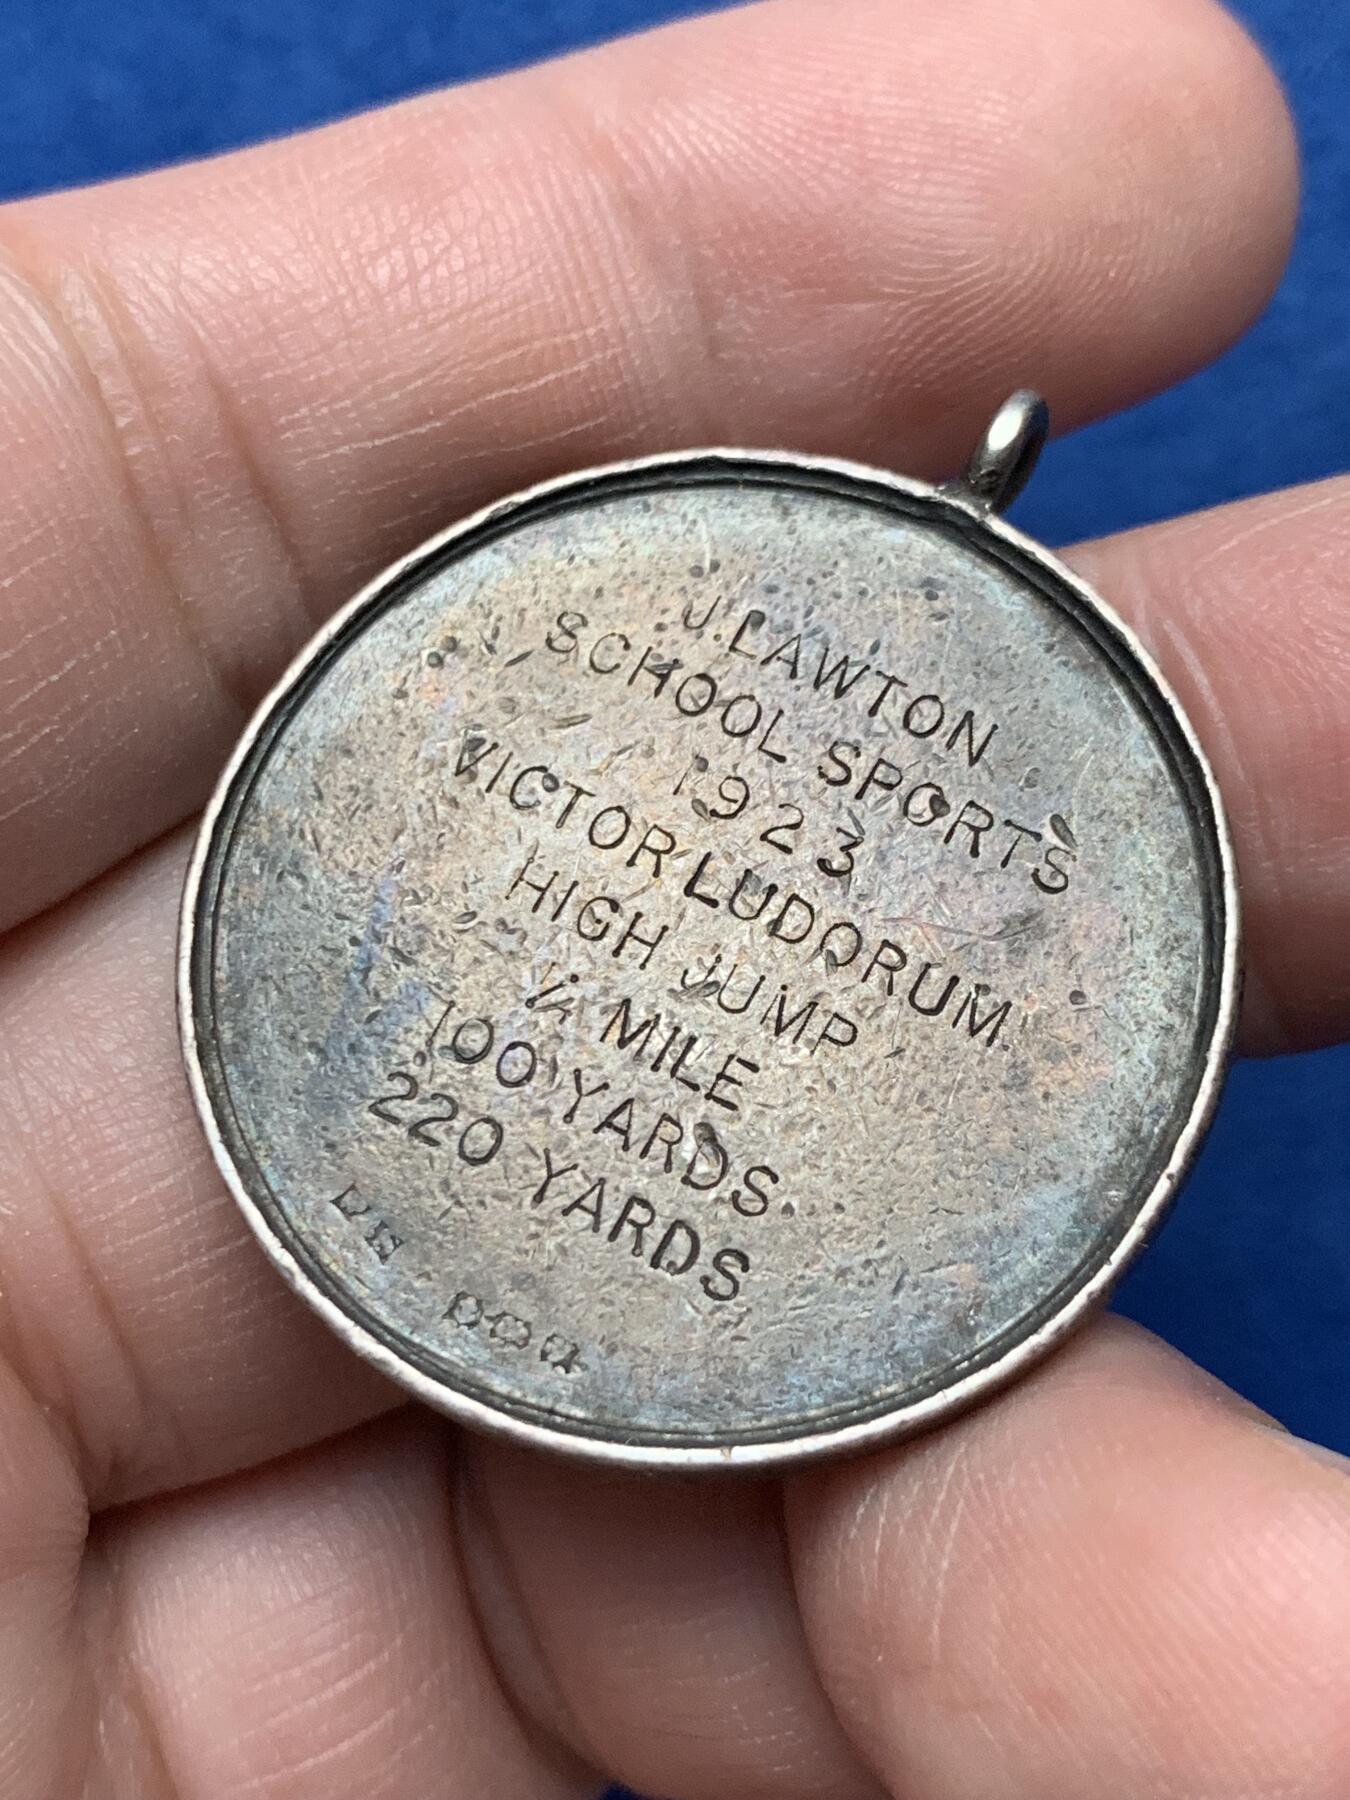 J. LAWTON
SCHOOL SPORTS
1923
VICTOR LUDORUM.
HIGH JUMP
¼ MILE
100 YARDS.
220 YARDS